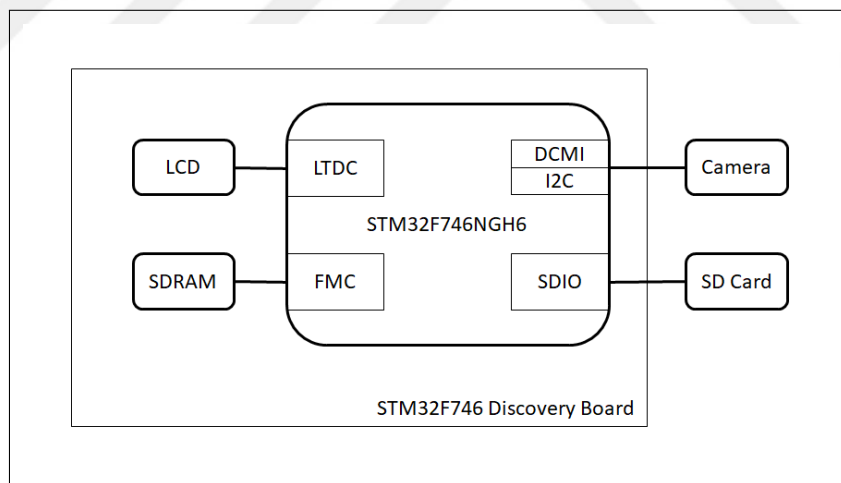 LCD
LTDC
DCMI
I2C
Camera
STM32F746NGH6
SDRAM
FMC
SDIO
SD Card
STM32F746 Discovery Board